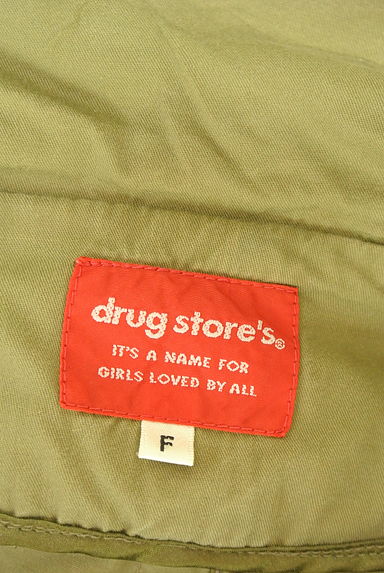 drug store's®
IT'S A NAME FOR
GIRLS LOVED BY ALL
F